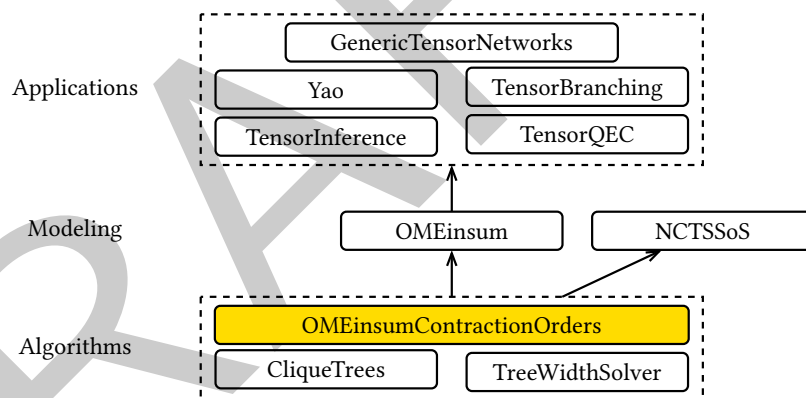 GenericTensorNetworks
Applications
Yao
TensorBranching
TensorInference
TensorQEC
Modeling
OMEinsum
NCTSSoS
OMEinsumContractionOrders
Algorithms
CliqueTrees
TreeWidthSolver